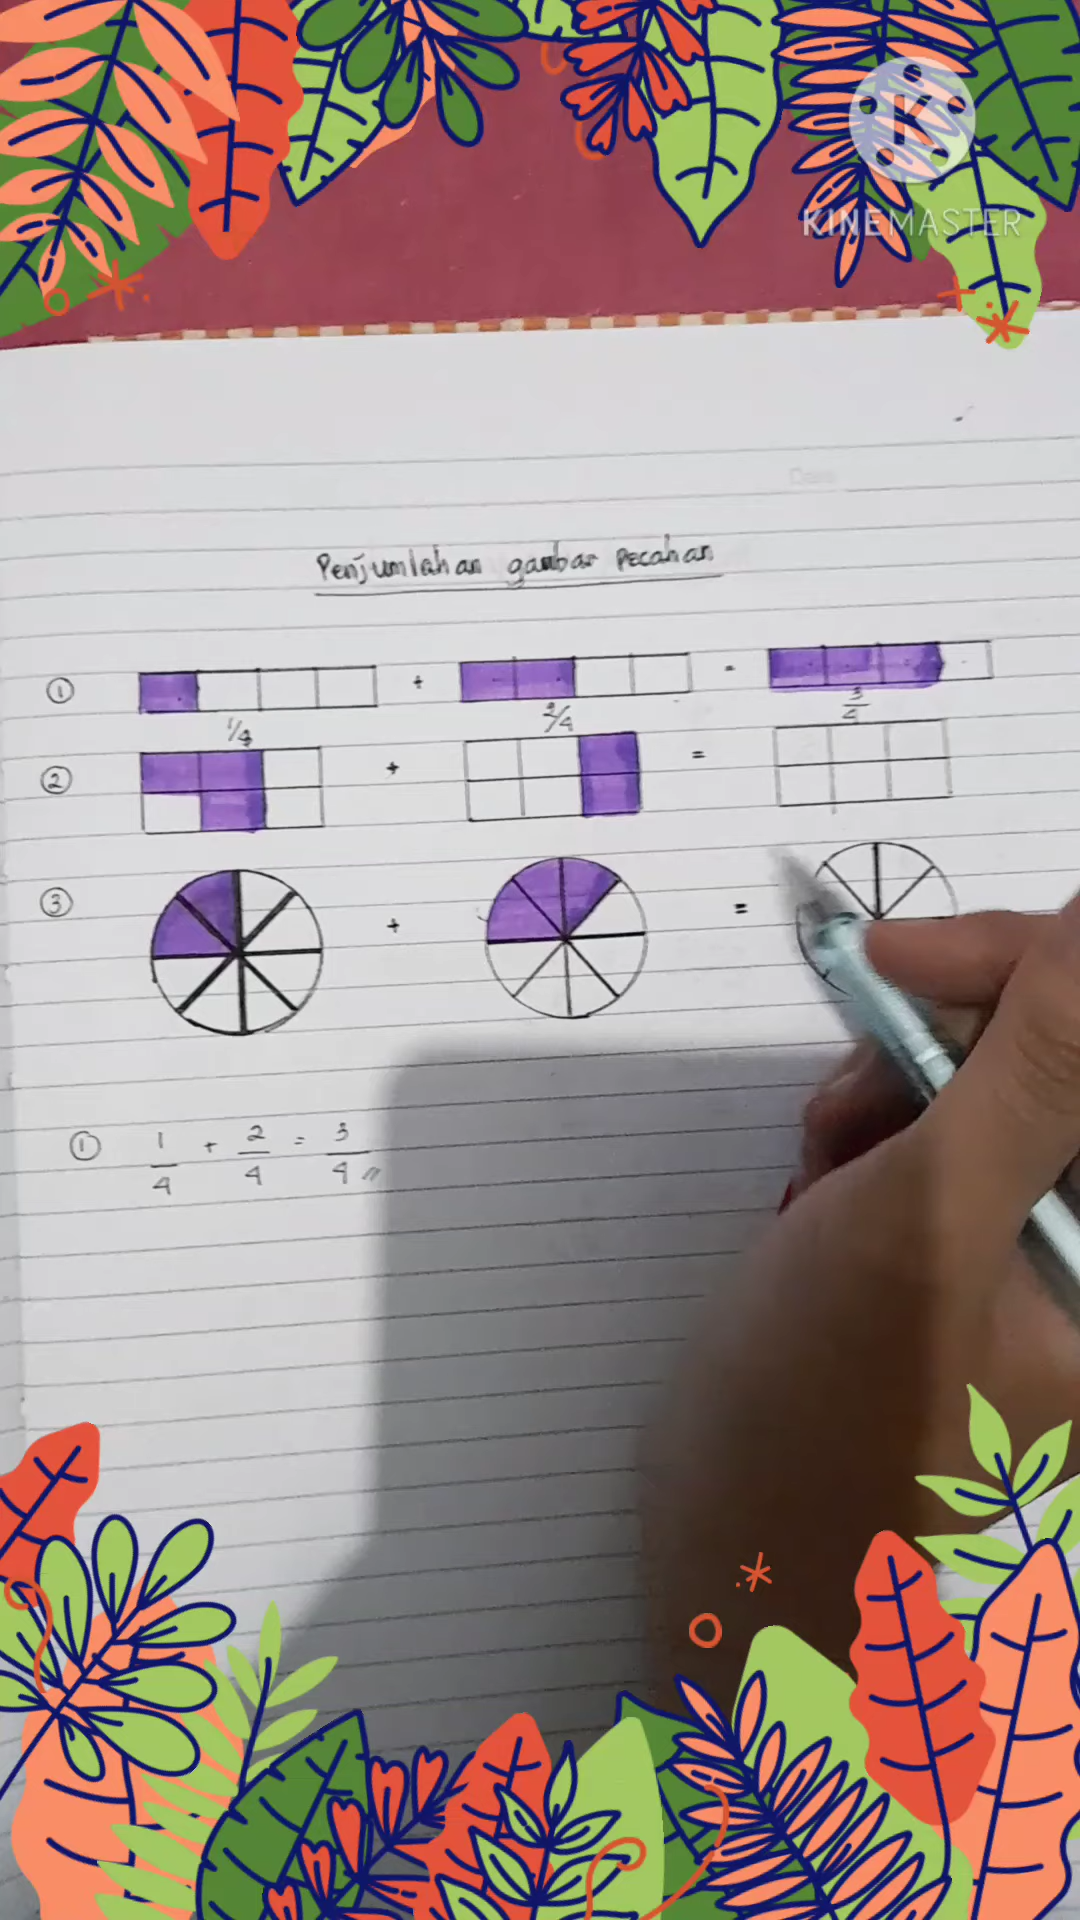 K
KINEMASTER
Date
Penjumlahan gambar Pecahan
① + =
1/4 2/4 3/4
② + =
③ + =
① 1/4 + 2/4 = 3/4 //